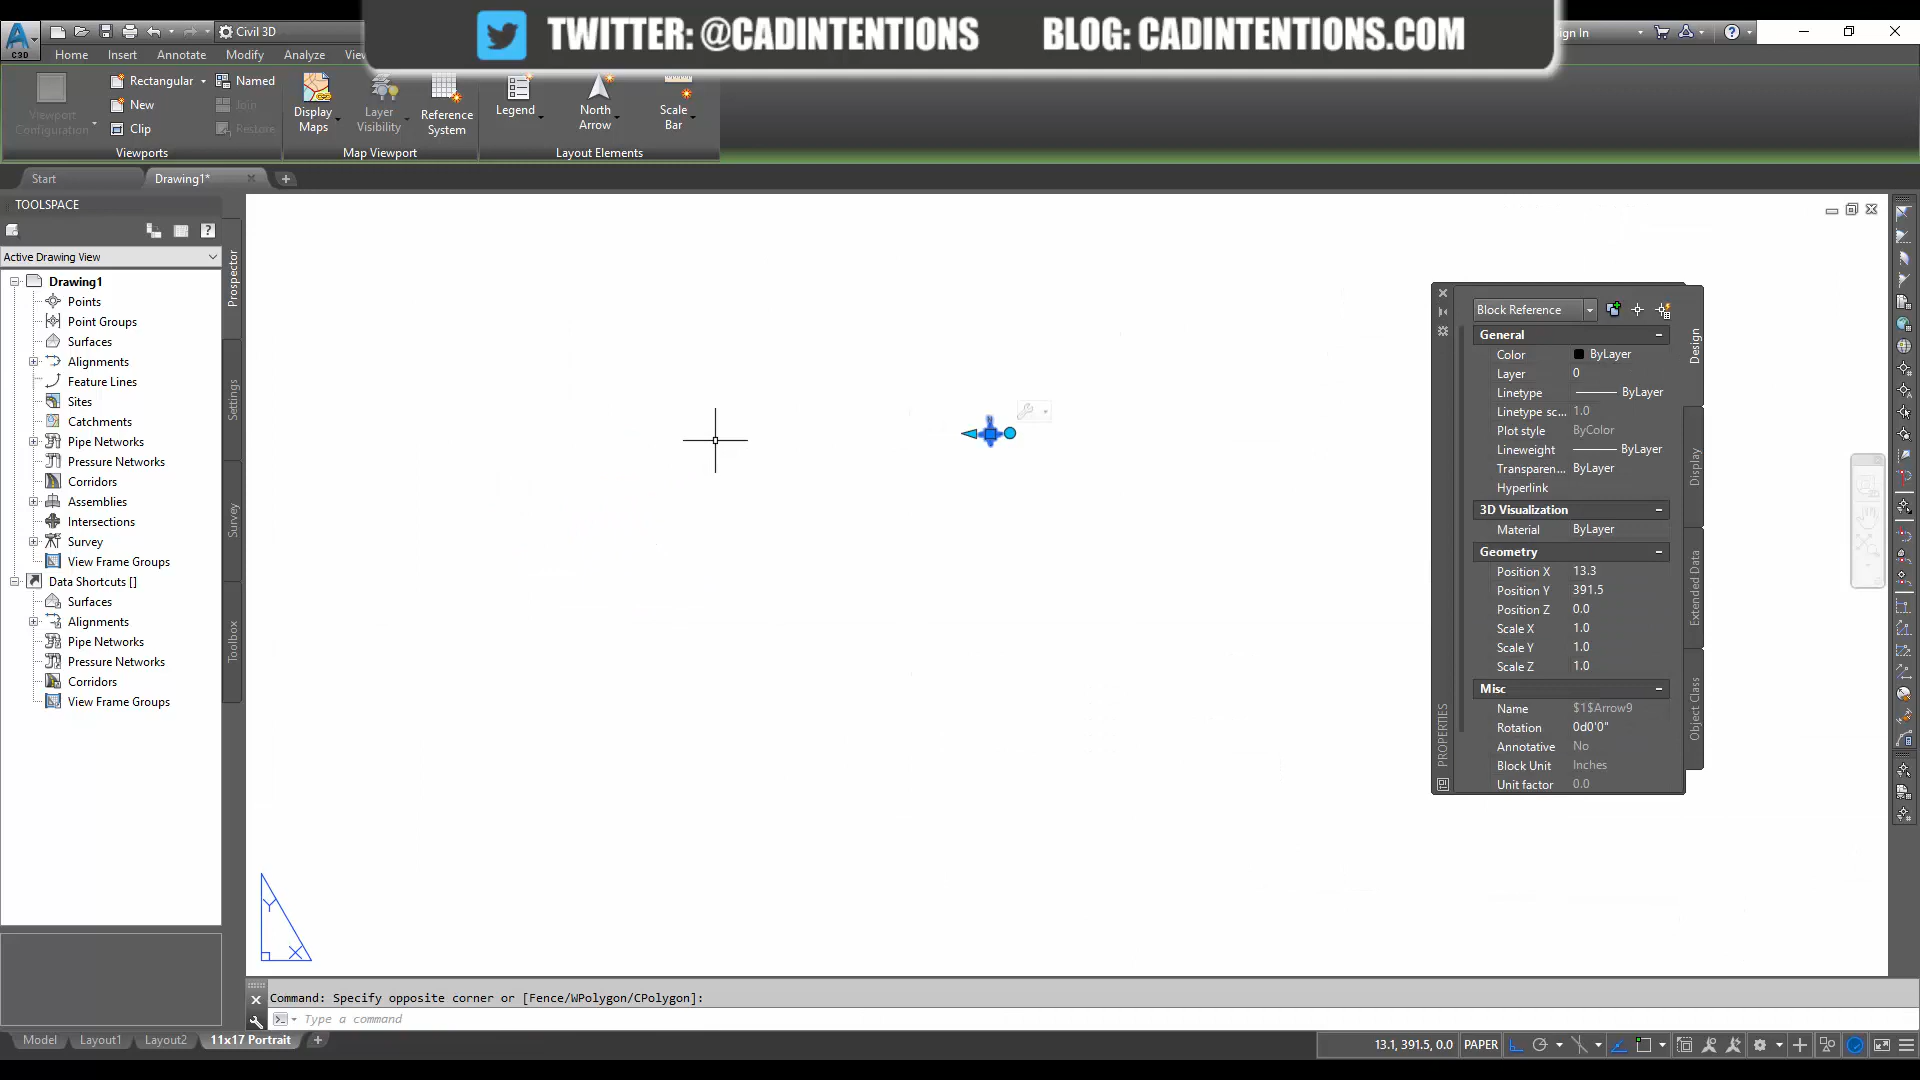 TWITTER: @CADINTENTIONS BLOG: CADINTENTIONS.COM
C3D
Civil 3D
Home Insert Annotate Modify Analyze
Viewport Configuration
Rectangular
New
Clip
Named
Join
Restore
Viewports
Display Maps
Layer Visibility
Reference System
Map Viewport
Legend
North Arrow
Scale Bar
Layout Elements
Start
Drawing1*
TOOLSPACE
Active Drawing View
Drawing1
Points
Point Groups
Surfaces
Alignments
Feature Lines
Sites
Catchments
Pipe Networks
Pressure Networks
Corridors
Assemblies
Intersections
Survey
View Frame Groups
Data Shortcuts []
Surfaces
Alignments
Pipe Networks
Pressure Networks
Corridors
View Frame Groups
Prospector
Settings
Survey
Toolbox
Y
X
Block Reference
General
Color ByLayer
Layer 0
Linetype ByLayer
Linetype sc... 1.0
Plot style ByColor
Lineweight ByLayer
Transparen... ByLayer
Hyperlink
3D Visualization
Material ByLayer
Geometry
Position X 13.3
Position Y 391.5
Position Z 0.0
Scale X 1.0
Scale Y 1.0
Scale Z 1.0
Misc
Name $1$Arrow9
Rotation 0d0'0"
Annotative No
Block Unit Inches
Unit factor 0.0
PROPERTIES
Design
Display
Extended Data
Object Class
Command: Specify opposite corner or [Fence/WPolygon/CPolygon]:
Type a command
Model Layout1 Layout2 11x17 Portrait
13.1, 391.5, 0.0 PAPER